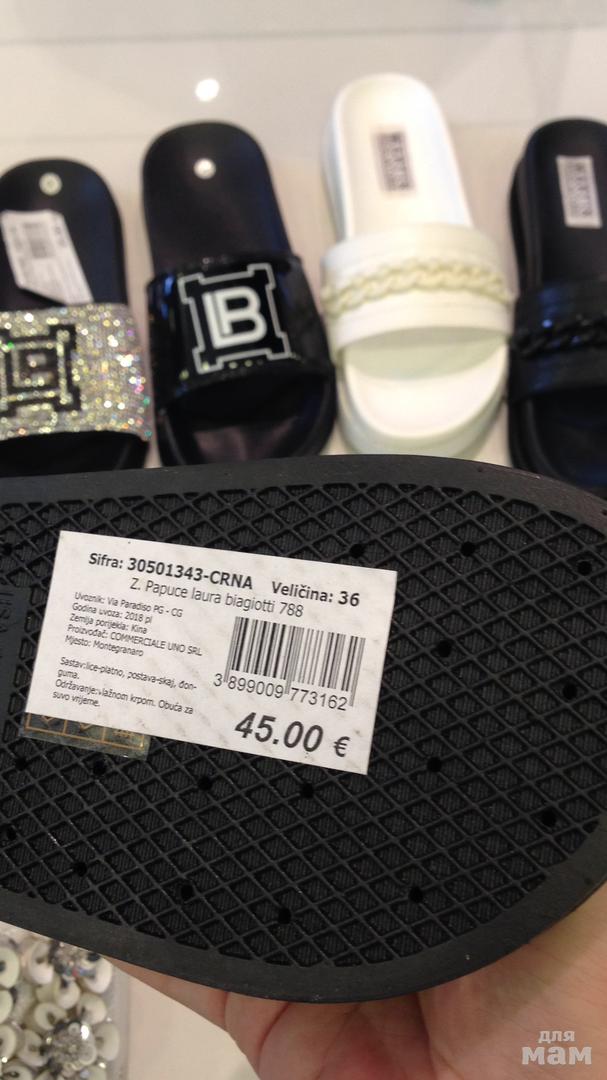 LB
LB
Sifra: 30501343-CRNA Veličina: 36
Z. Papuce laura biagiotti 788
Uvoznik: Via Paradiso PG - CG
Godina uvoza: 2018 pl
Zemlja porijekla: Kina
Proizvođač: COMMERCIALE UNO SRL
Mjesto: Montegranaro
Sastav:lice-platno, postava-skaj, đon-
guma.
Održavanje:vlažnom krpom. Obuća za
suvo vrijeme.
3 899009 773162
45.00 €
для
мам